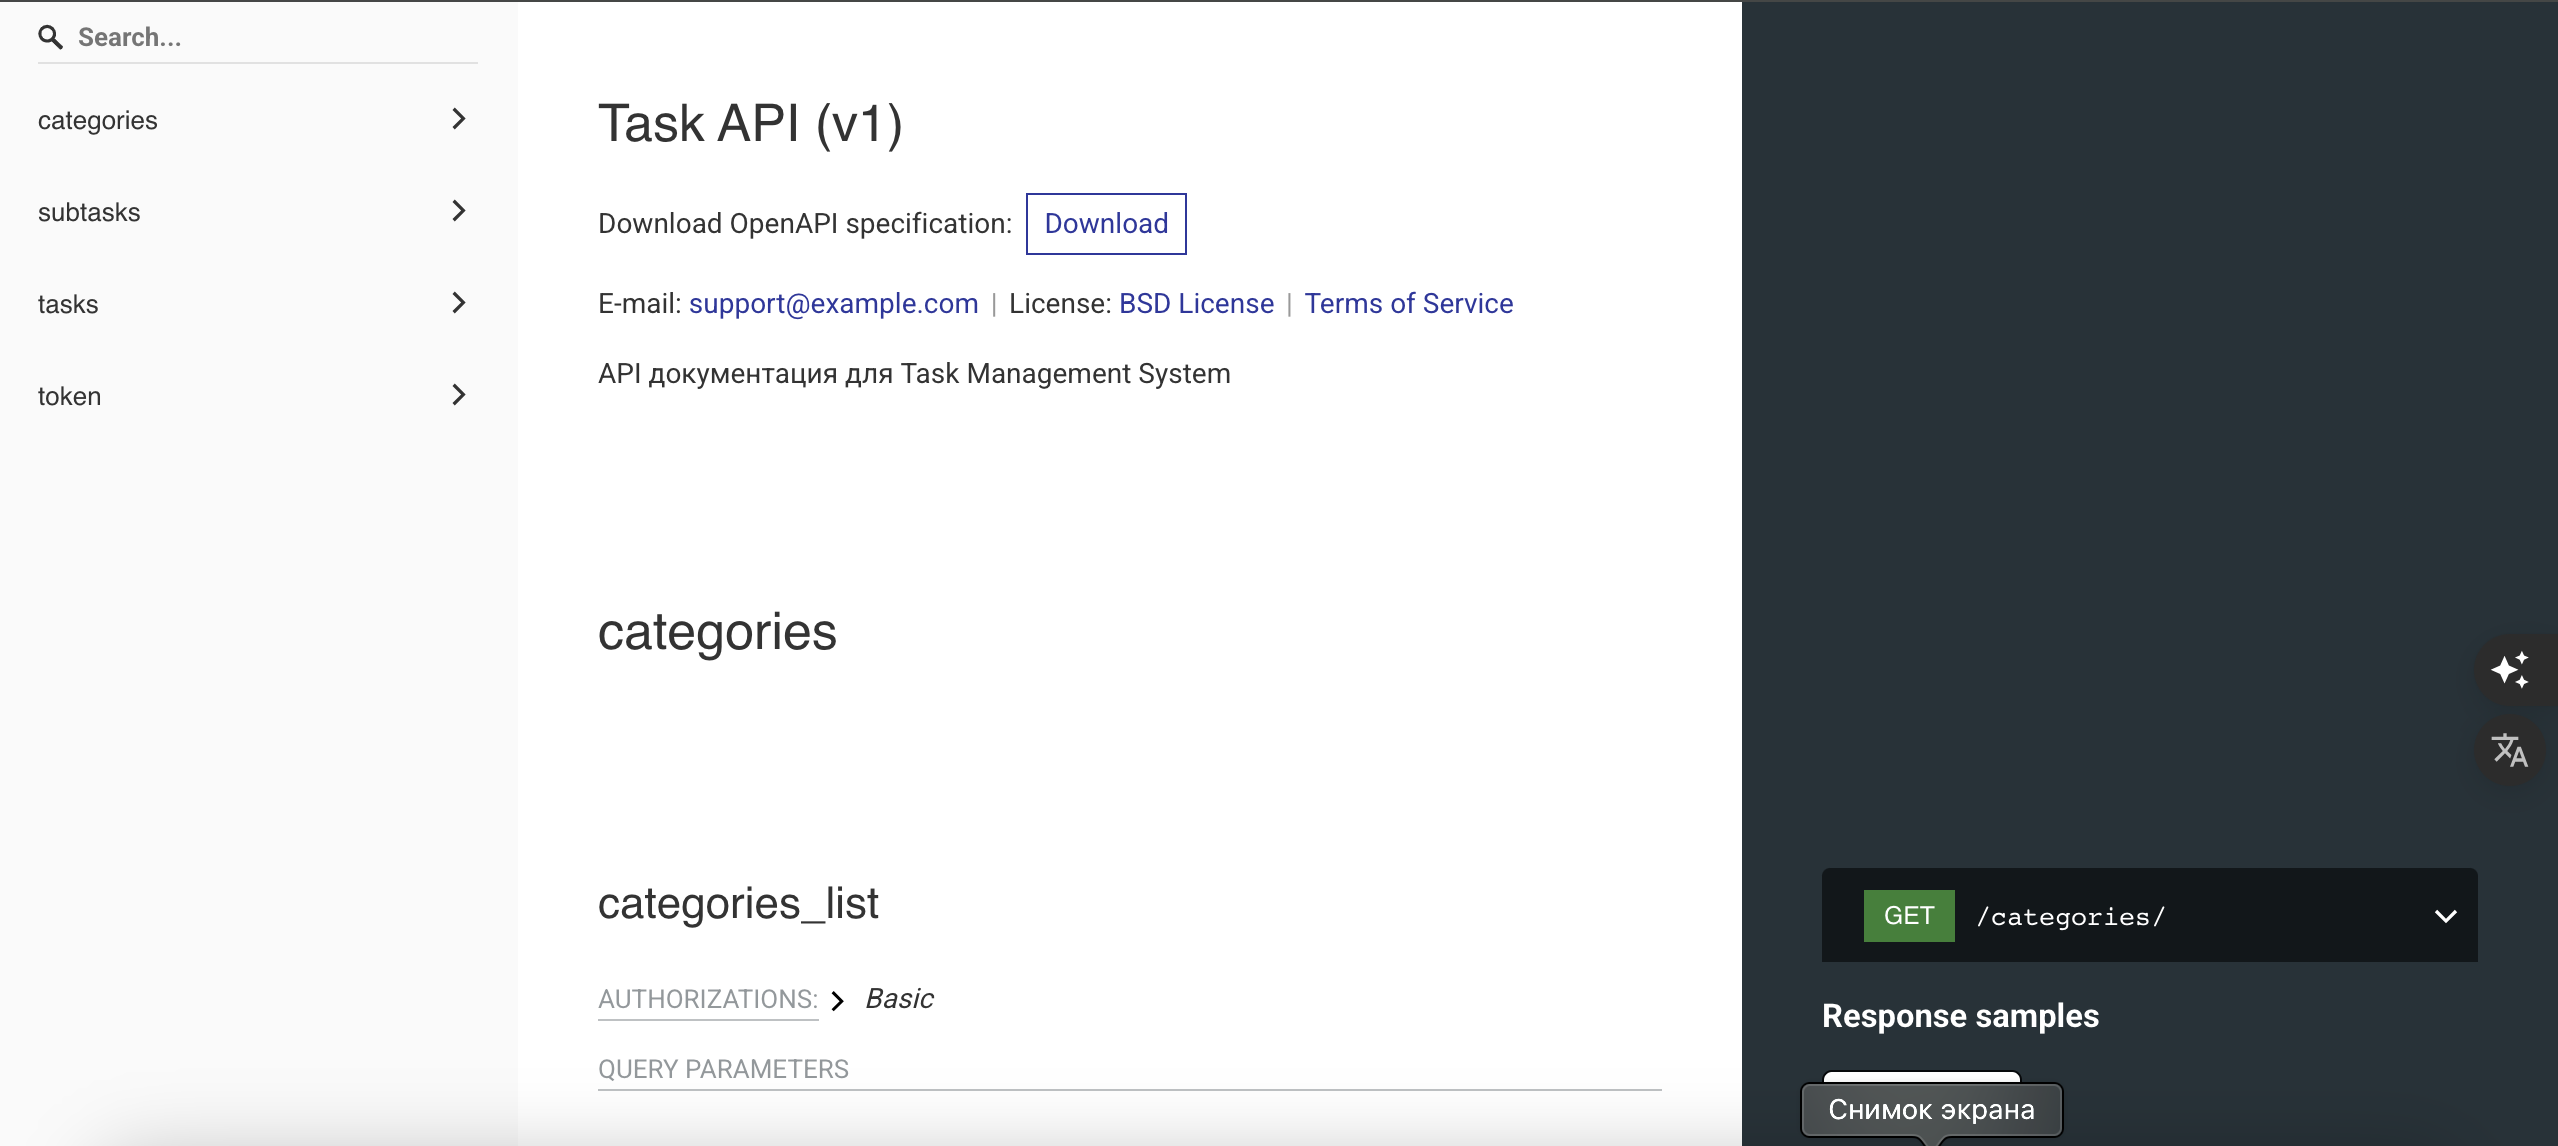 Search...
categories
subtasks
tasks
token
Task API (v1)
Download OpenAPI specification: Download
E-mail: support@example.com | License: BSD License | Terms of Service
API документация для Task Management System
categories
categories_list
AUTHORIZATIONS: Basic
QUERY PARAMETERS
GET /categories/
Response samples
Снимок экрана